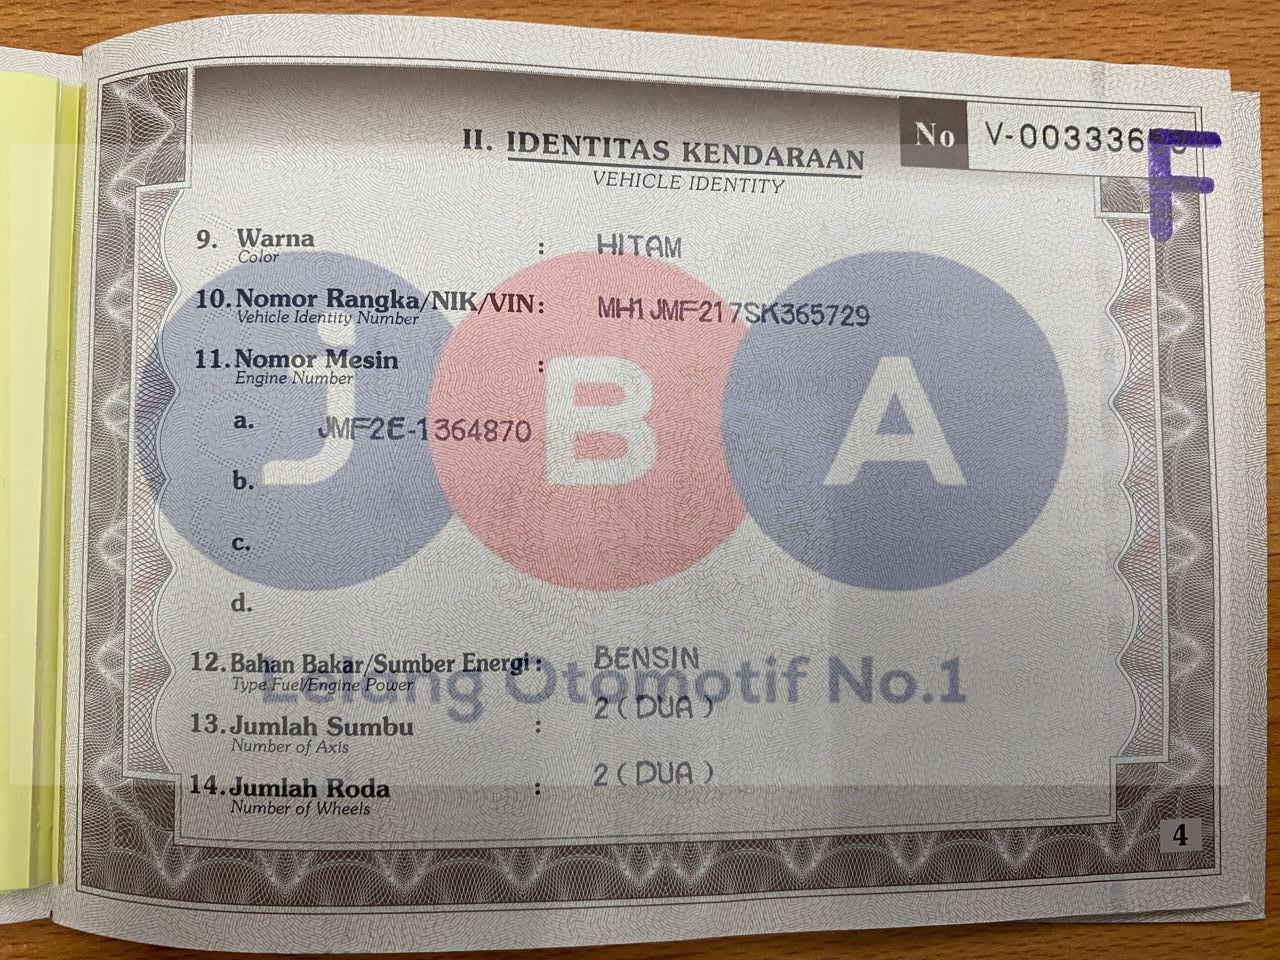 No V-003336
II. IDENTITAS KENDARAAN
VEHICLE IDENTITY
F
9. Warna : HITAM
Color
10. Nomor Rangka/NIK/VIN: MH1JMF217SK365729
Vehicle Identity Number
11. Nomor Mesin :
Engine Number
a. JMF2E-1364870
b.
c.
d.
J B A
Lelang Otomotif No.1
12. Bahan Bakar/Sumber Energi : BENSIN
Type Fuel/Engine Power
13. Jumlah Sumbu : 2 ( DUA )
Number of Axis
14. Jumlah Roda : 2 ( DUA )
Number of Wheels
4